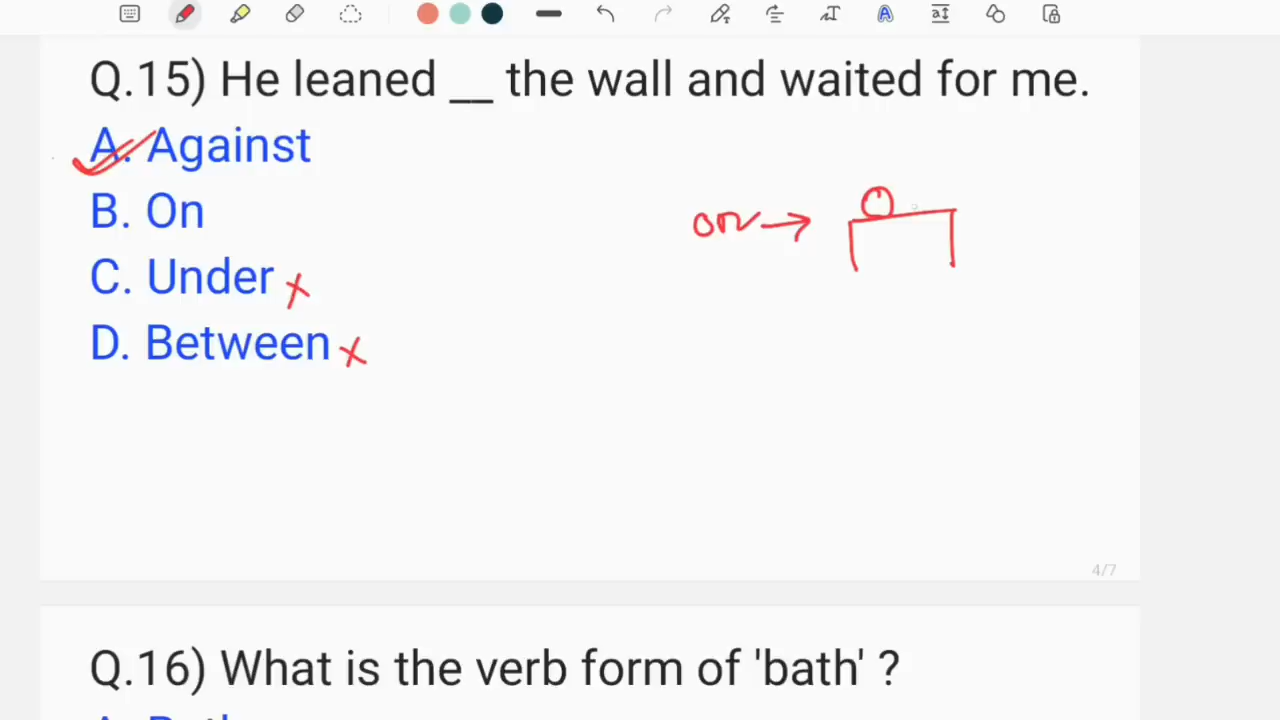 Q.15) He leaned __ the wall and waited for me.
A. Against
B. On
on →
C. Under x
D. Between x
4/7
Q.16) What is the verb form of 'bath' ?